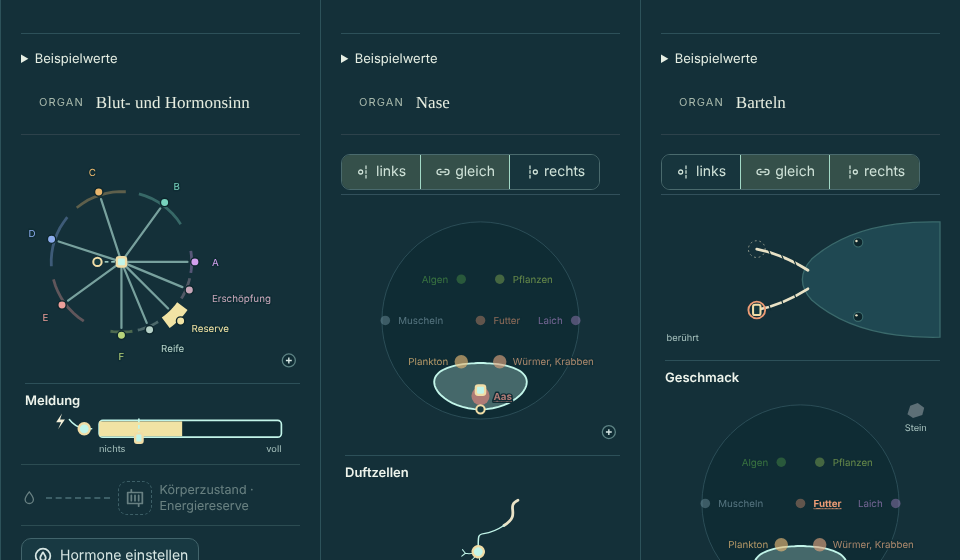 Beispielwerte
ORGAN Blut- und Hormonsinn
C
B
D
A
Erschöpfung
E
Reserve
Reife
F
Meldung
nichts voll
Körperzustand ·
Energiereserve
Hormone einstellen
Beispielwerte
ORGAN Nase
links gleich rechts
Algen Pflanzen
Muscheln Futter Laich
Plankton Würmer, Krabben
Aas
Duftzellen
Beispielwerte
ORGAN Barteln
links gleich rechts
berührt
Geschmack
Stein
Algen Pflanzen
Muscheln Futter Laich
Plankton Würmer, Krabben